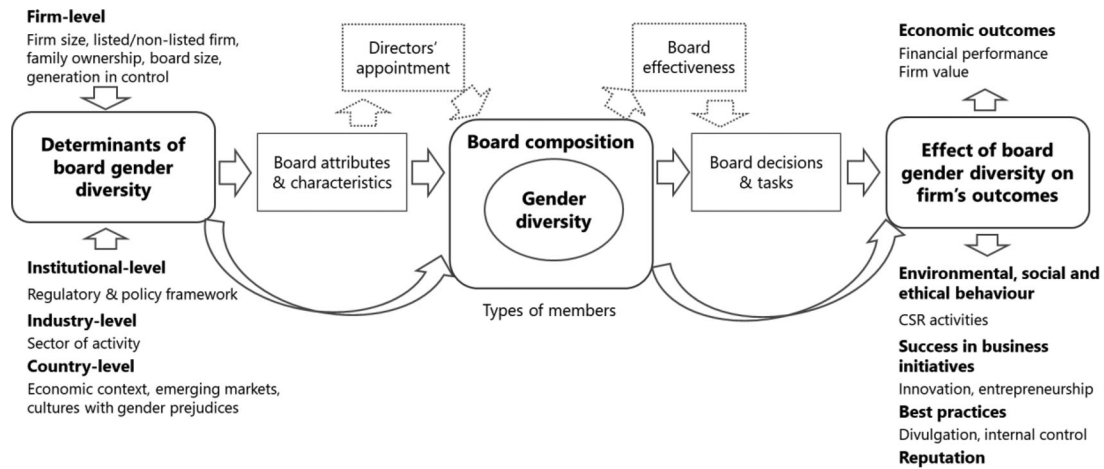 Firm-level
Firm size, listed/non-listed firm,
family ownership, board size,
generation in control
Determinants of
board gender
diversity
Institutional-level
Regulatory & policy framework
Industry-level
Sector of activity
Country-level
Economic context, emerging markets,
cultures with gender prejudices
Directors'
appointment
Board attributes
& characteristics
Board composition
Gender
diversity
Types of members
Board
effectiveness
Board decisions
& tasks
Economic outcomes
Financial performance
Firm value
Effect of board
gender diversity on
firm's outcomes
Environmental, social and
ethical behaviour
CSR activities
Success in business
initiatives
Innovation, entrepreneurship
Best practices
Divulgation, internal control
Reputation